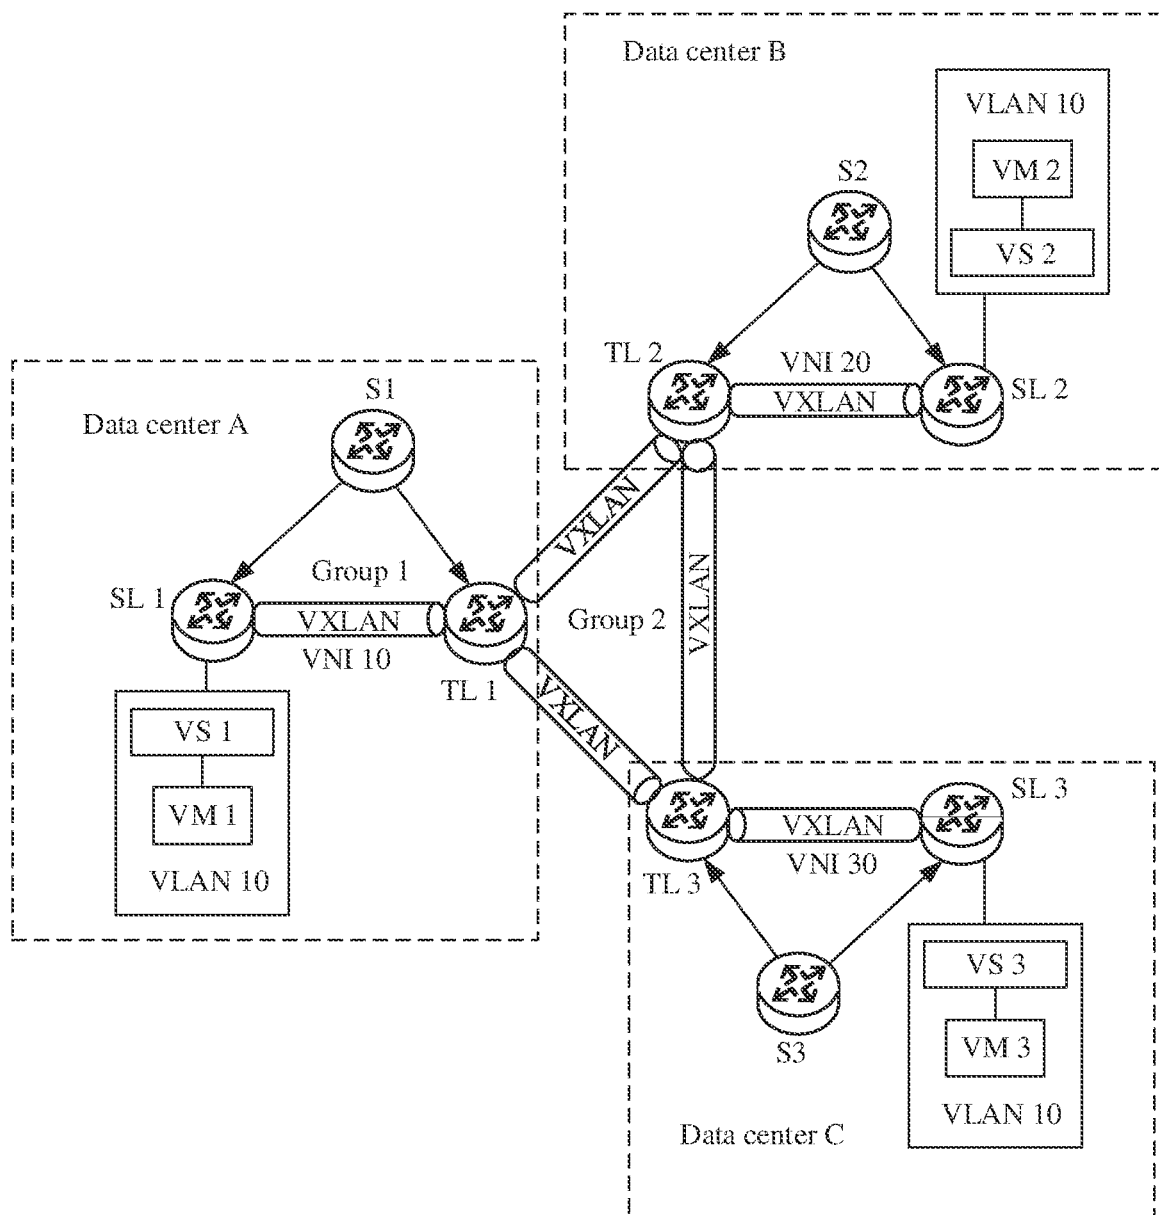 Data center B
VLAN 10
VM 2
VS 2
S2
TL 2
VNI 20
VXLAN
SL 2
Data center A
S1
SL 1
Group 1
VXLAN
VNI 10
TL 1
VS 1
VM 1
VLAN 10
VXLAN
Group 2
VXLAN
VXLAN
SL 3
VXLAN
VNI 30
TL 3
S3
VS 3
VM 3
VLAN 10
Data center C